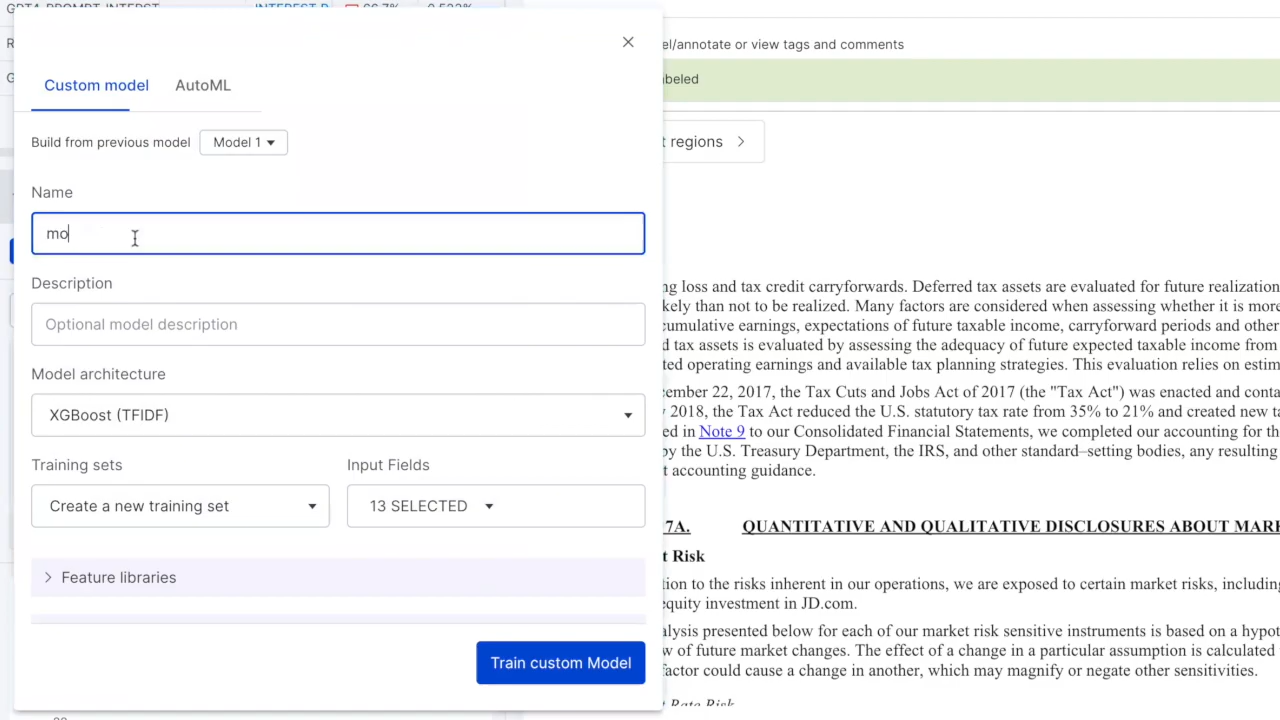 66.7%
Custom model
AutoML
el/annotate or view tags and comments
beled
Build from previous model
Model 1
t regions
Name
mo
Description
Optional model description
Model architecture
XGBoost (TFIDF)
Training sets
Input Fields
Create a new training set
13 SELECTED
Feature libraries
Train custom Model
ng loss and tax credit carryforwards. Deferred tax assets are evaluated for future realization
kely than not to be realized. Many factors are considered when assessing whether it is more
cumulative earnings, expectations of future taxable income, carryforward periods and other
d tax assets is evaluated by assessing the adequacy of future expected taxable income from
ted operating earnings and available tax planning strategies. This evaluation relies on estim
cember 22, 2017, the Tax Cuts and Jobs Act of 2017 (the "Tax Act") was enacted and conta
2018, the Tax Act reduced the U.S. statutory tax rate from 35% to 21% and created new ta
ed in Note 9 to our Consolidated Financial Statements, we completed our accounting for th
by the U.S. Treasury Department, the IRS, and other standard–setting bodies, any resulting
t accounting guidance.
7A. QUANTITATIVE AND QUALITATIVE DISCLOSURES ABOUT MARK
t Risk
tion to the risks inherent in our operations, we are exposed to certain market risks, including
equity investment in JD.com.
alysis presented below for each of our market risk sensitive instruments is based on a hypot
w of future market changes. The effect of a change in a particular assumption is calculated
factor could cause a change in another, which may magnify or negate other sensitivities.
t Rate Risk